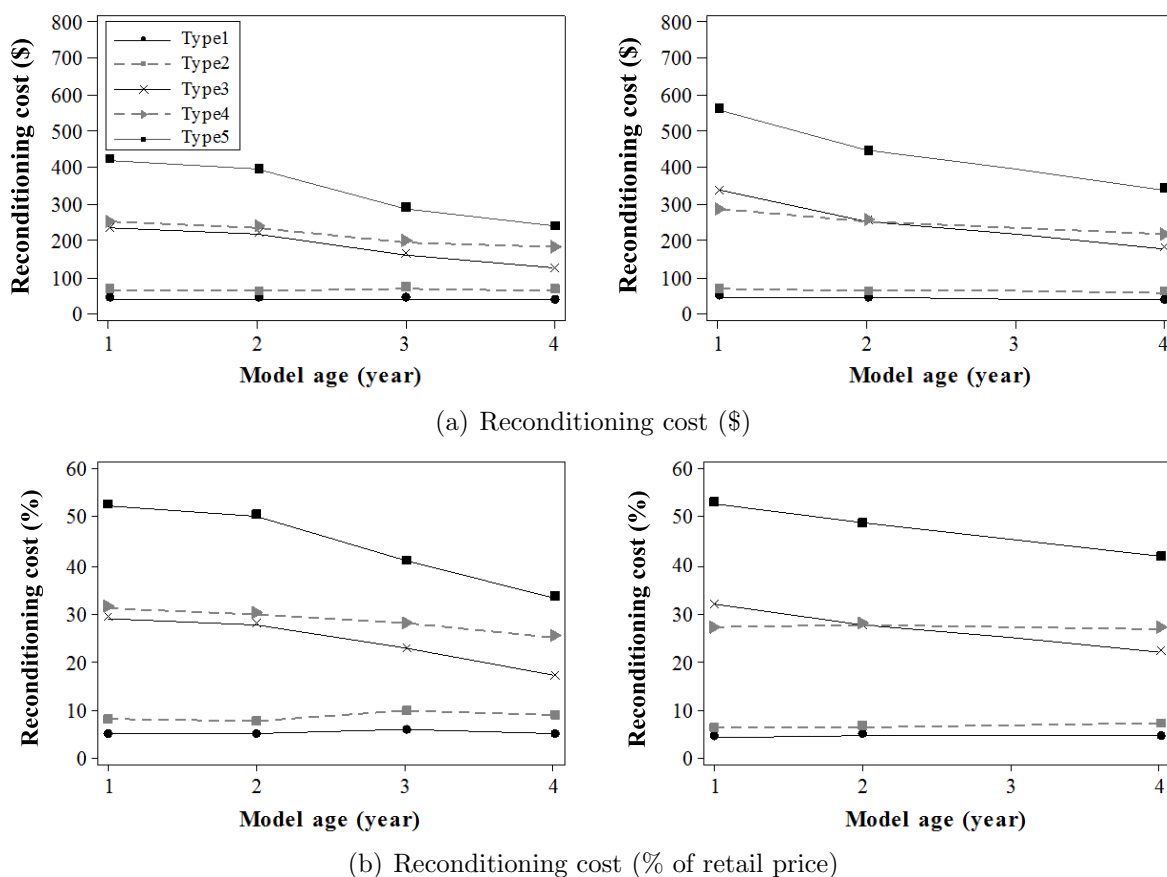 Reconditioning cost ($)
800
700
600
500
400
300
200
100
0
Type1
Type2
Type3
Type4
Type5
1 2 3 4
Model age (year)
Reconditioning cost ($)
800
700
600
500
400
300
200
100
0
1 2 3 4
Model age (year)
(a) Reconditioning cost ($)
Reconditioning cost (%)
60
50
40
30
20
10
0
1 2 3 4
Model age (year)
Reconditioning cost (%)
60
50
40
30
20
10
0
1 2 3 4
Model age (year)
(b) Reconditioning cost (% of retail price)